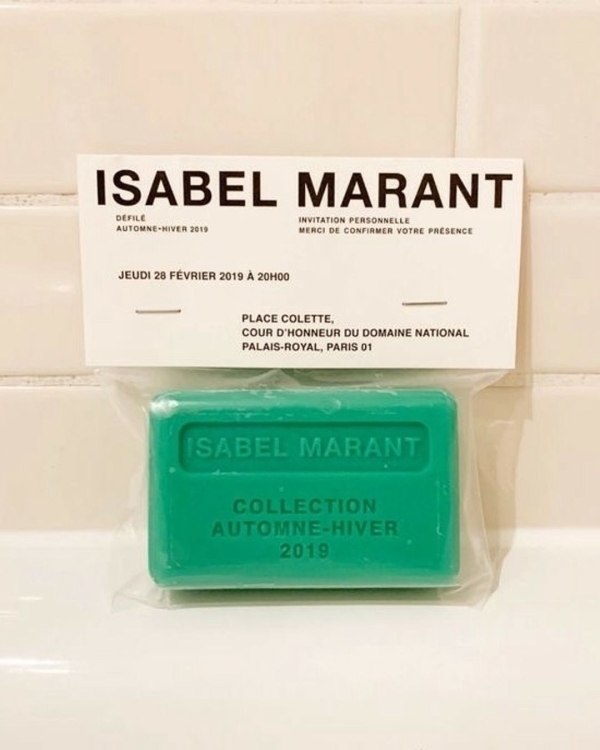 ISABEL MARANT
DÉFILÉ
AUTOMNE-HIVER 2019
INVITATION PERSONNELLE
MERCI DE CONFIRMER VOTRE PRÉSENCE
JEUDI 28 FÉVRIER 2019 À 20H00
PLACE COLETTE,
COUR D'HONNEUR DU DOMAINE NATIONAL
PALAIS-ROYAL, PARIS 01
ISABEL MARANT
COLLECTION
AUTOMNE-HIVER
2019